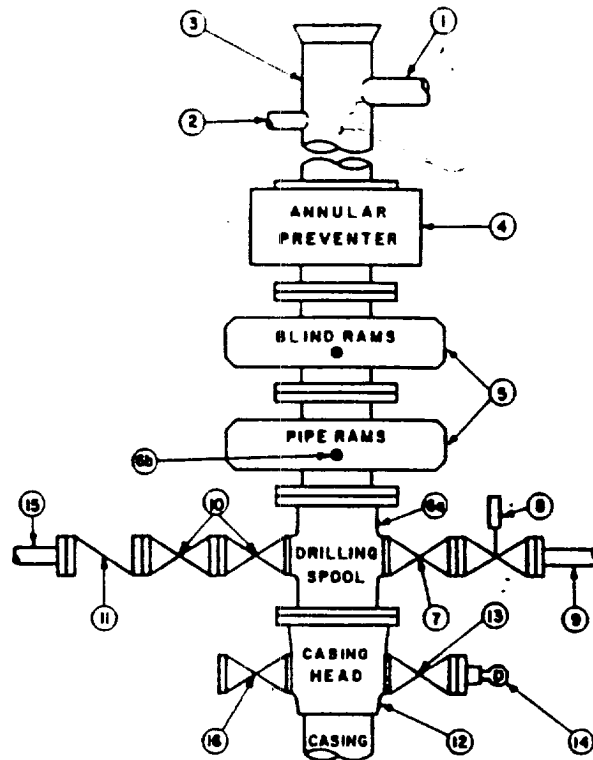 1
3
2
ANNULAR
PREVENTER
4
BLIND RAMS
5
PIPE RAMS
6b
15
10
6a
8
DRILLING
SPOOL
11
7
9
13
CASING
HEAD
16
12
14
CASING